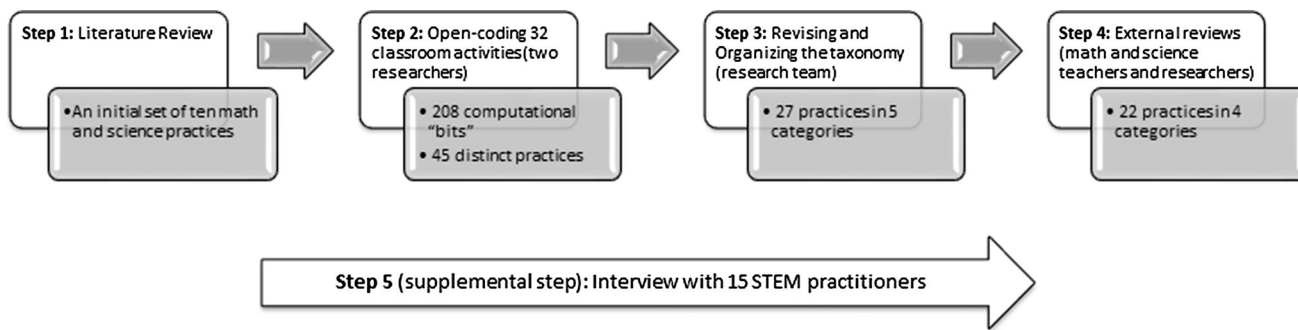 Step 1: Literature Review
•An initial set of ten math
and science practices
Step 2: Open-coding 32
classroom activities(two
researchers)
• 208 computational
"bits"
• 45 distinct practices
Step 3: Revising and
Organizing the taxonomy
(research team)
• 27 practices in 5
categories
Step 4: External reviews
(math and science
teachers and researchers)
• 22 practices in 4
categories
Step 5 (supplemental step): Interview with 15 STEM practitioners